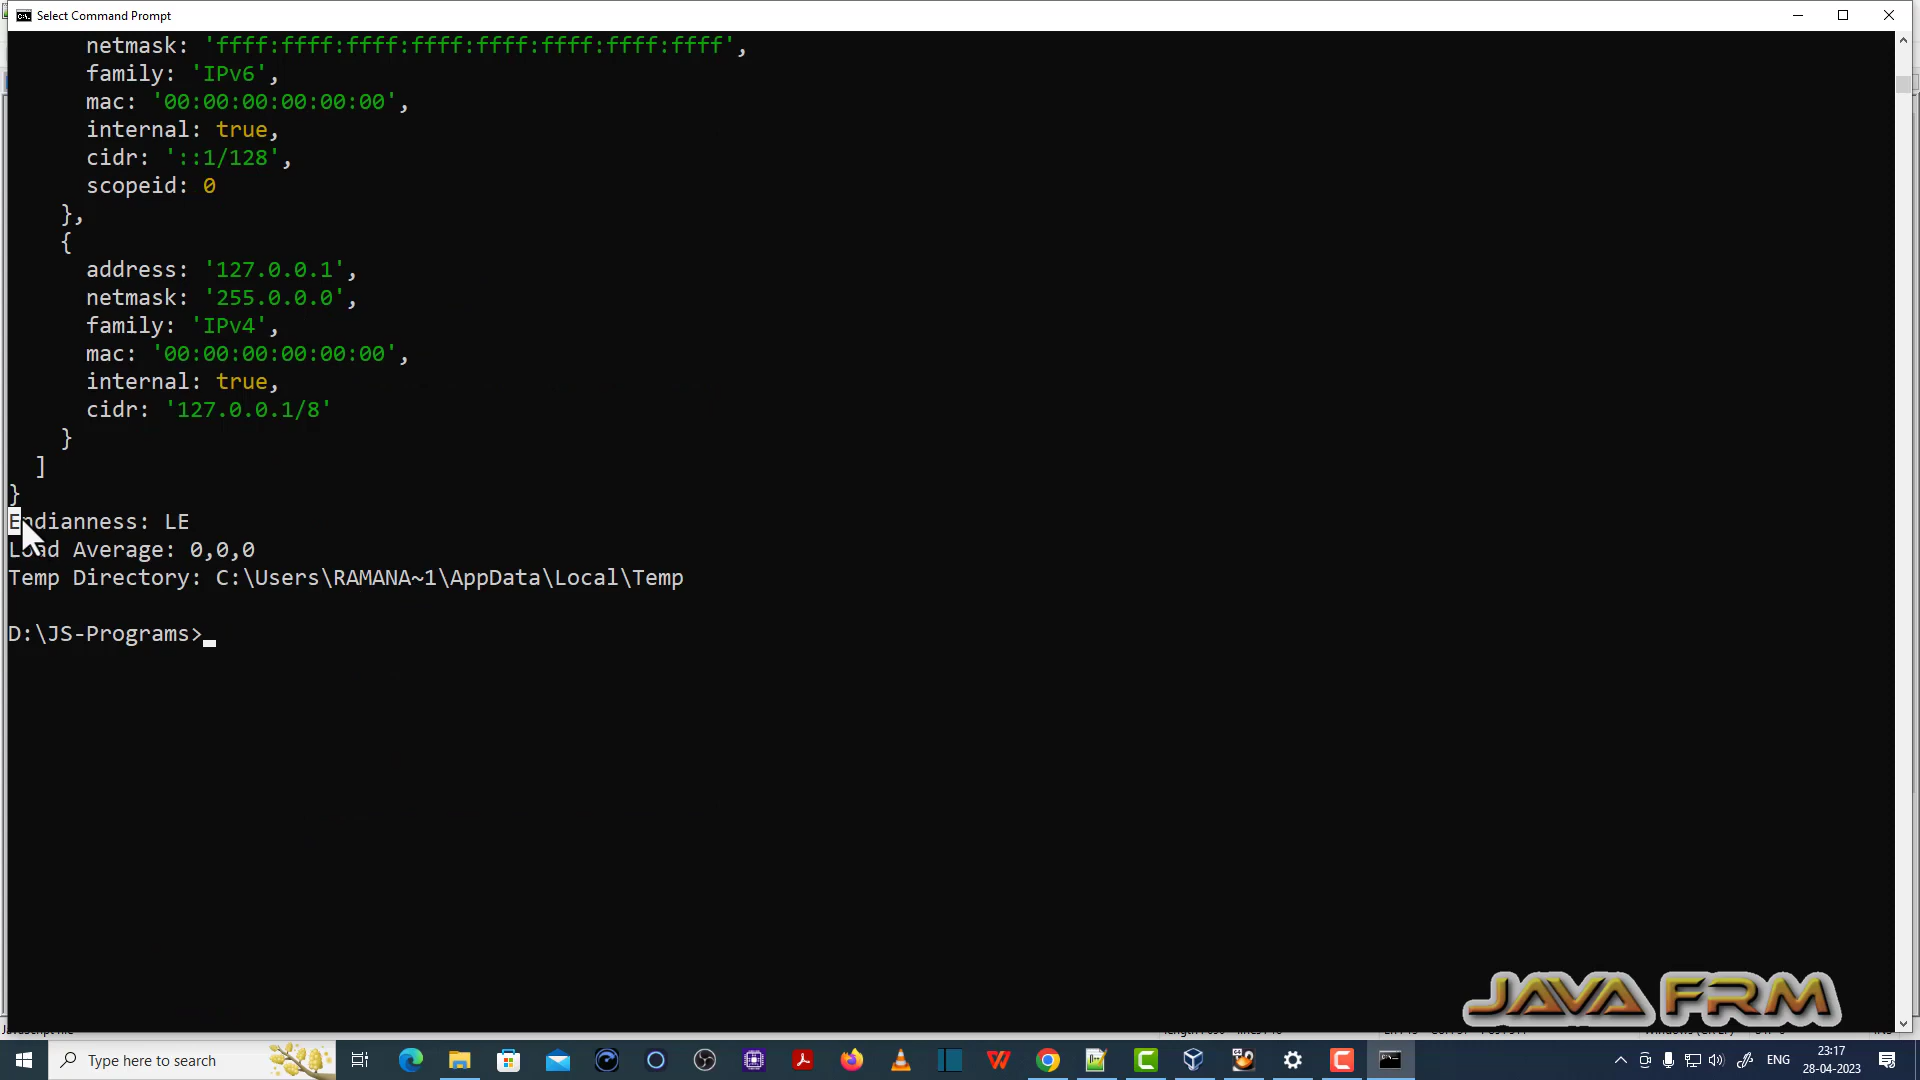 Select Command Prompt
netmask: 'ffff:ffff:ffff:ffff:ffff:ffff:ffff:ffff',
family: 'IPv6',
mac: '00:00:00:00:00:00',
internal: true,
cidr: '::1/128',
scopeid: 0
},
{
address: '127.0.0.1',
netmask: '255.0.0.0',
family: 'IPv4',
mac: '00:00:00:00:00:00',
internal: true,
cidr: '127.0.0.1/8'
}
]
}
Endianness: LE
Load Average: 0,0,0
Temp Directory: C:\Users\RAMANA~1\AppData\Local\Temp
D:\JS-Programs>
JAVA FRM
Type here to search
ENG
23:17
28-04-2023